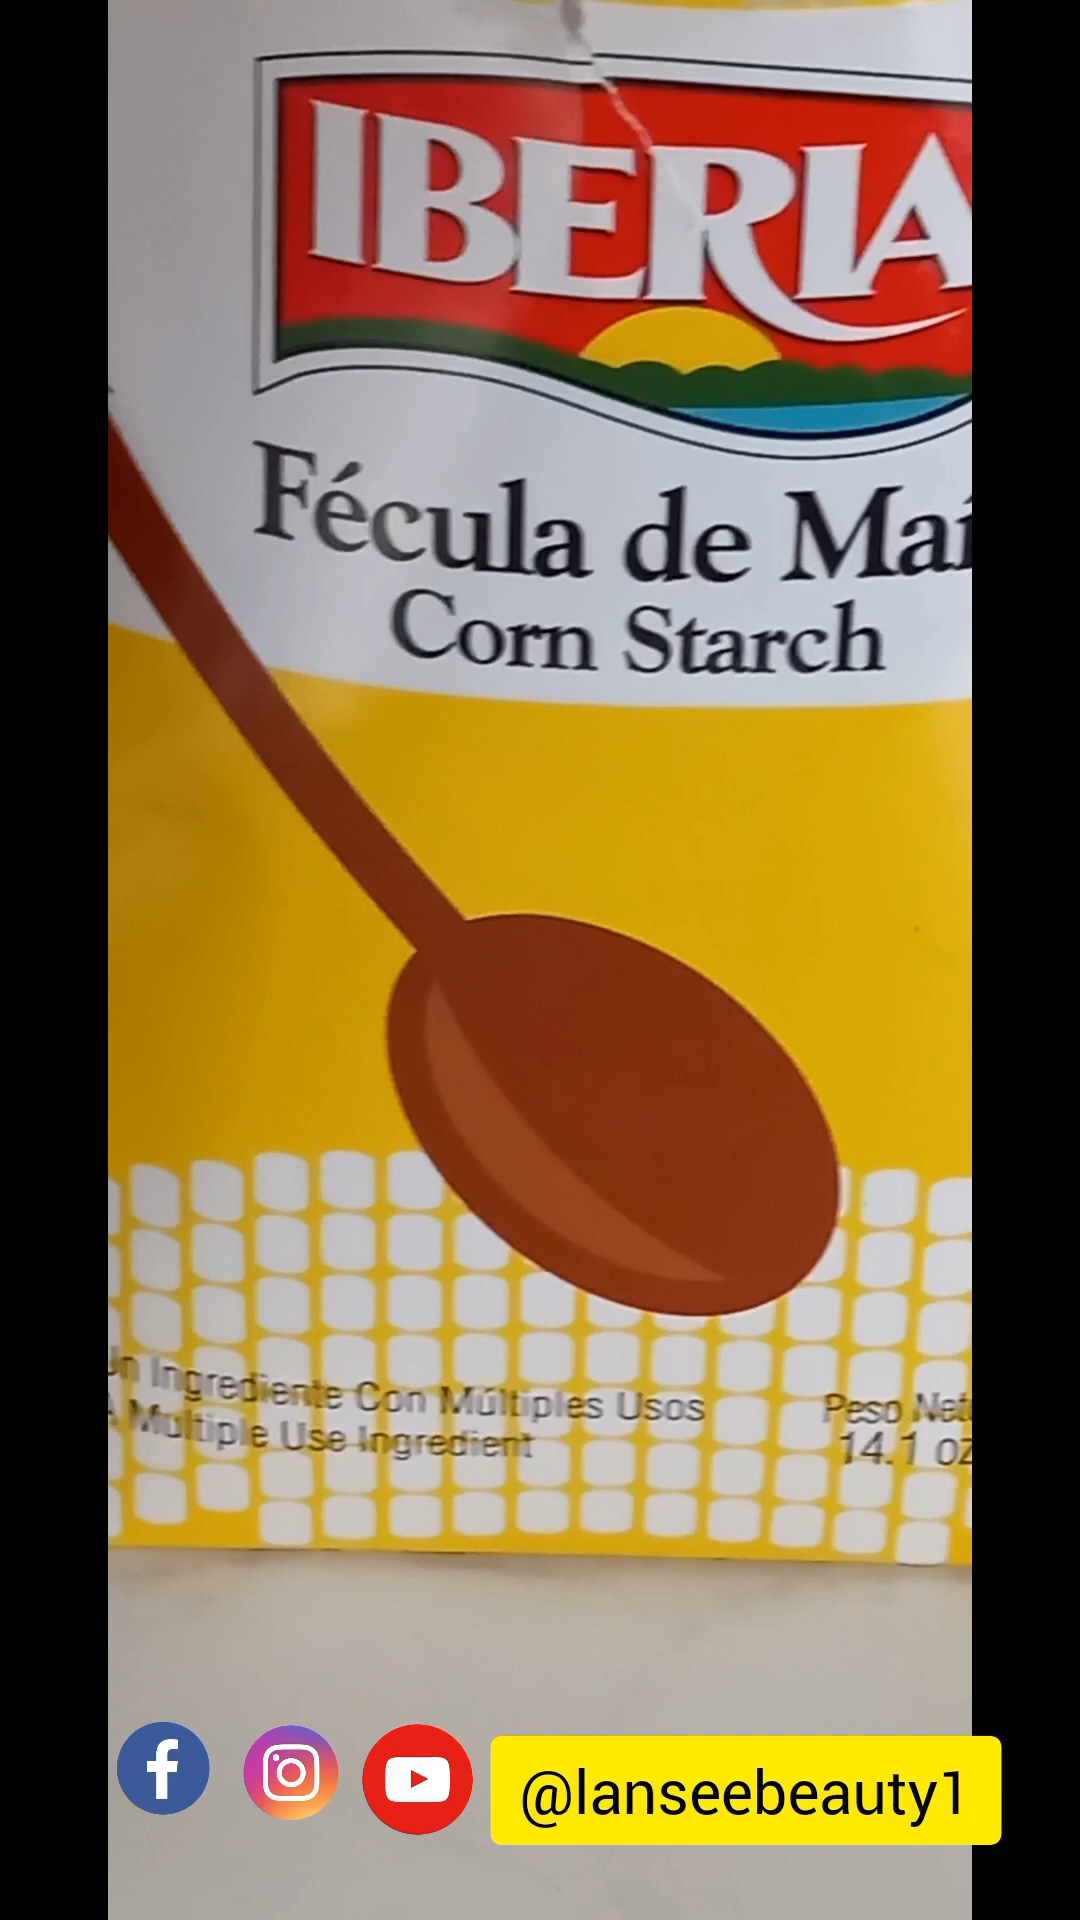 IBERIA
Fécula de Maí
Corn Starch
Un Ingrediente Con Múltiples Usos
A Multiple Use Ingredient
Peso Net
14.1 oz
@lanseebeauty1